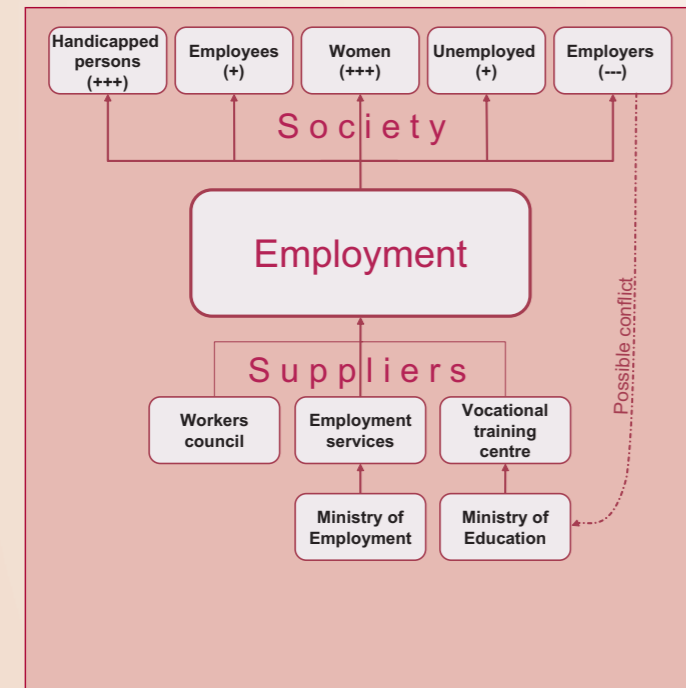 Handicapped
persons
(+++)
Employees
(+)
Women
(+++)
Unemployed
(+)
Employers
(---)
Society
Employment
Possible conflict
Suppliers
Workers
council
Employment
services
Vocational
training
centre
Ministry of
Employment
Ministry of
Education